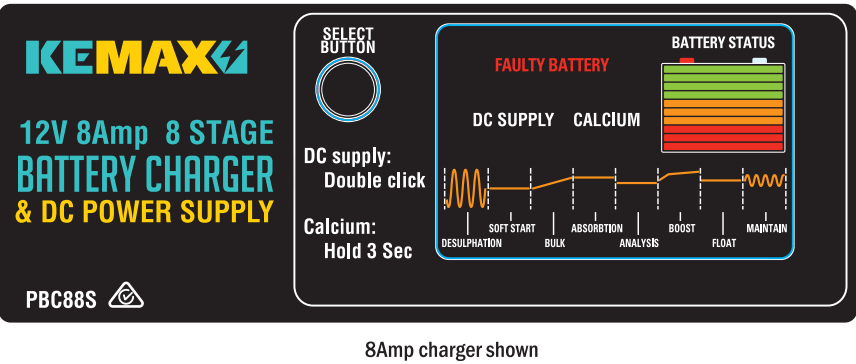 KEMAX
12V 8Amp 8 STAGE
BATTERY CHARGER
& DC POWER SUPPLY
PBC88S
SELECT
BUTTON
DC supply:
Double click
Calcium:
Hold 3 Sec
FAULTY BATTERY
BATTERY STATUS
DC SUPPLY CALCIUM
DESULPHATION
SOFT START
BULK
ABSORBTION
ANALYSIS
BOOST
FLOAT
MAINTAIN
8Amp charger shown